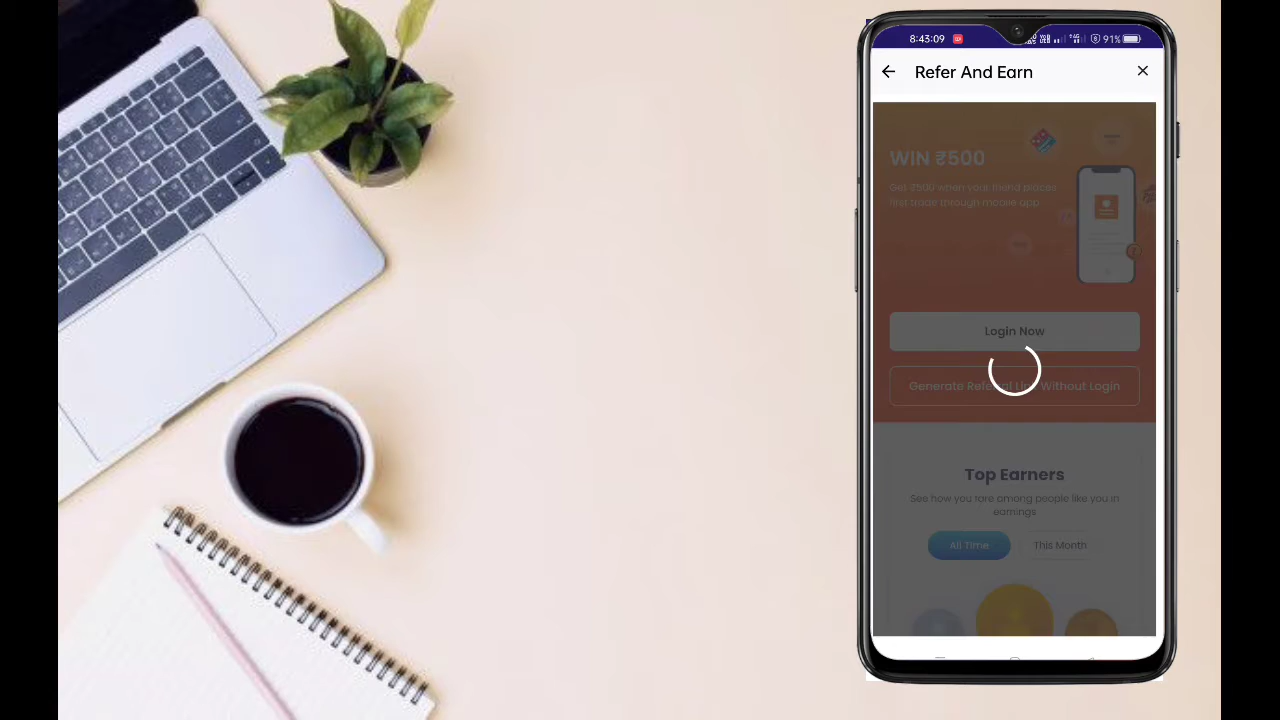 8:43:09
91%
Refer And Earn
WIN ₹500
Get ₹500 when your friend places
first trade through mobile app
Login Now
Generate Referral Link Without Login
Top Earners
See how you fare among people like you in
earnings
All Time
This Month